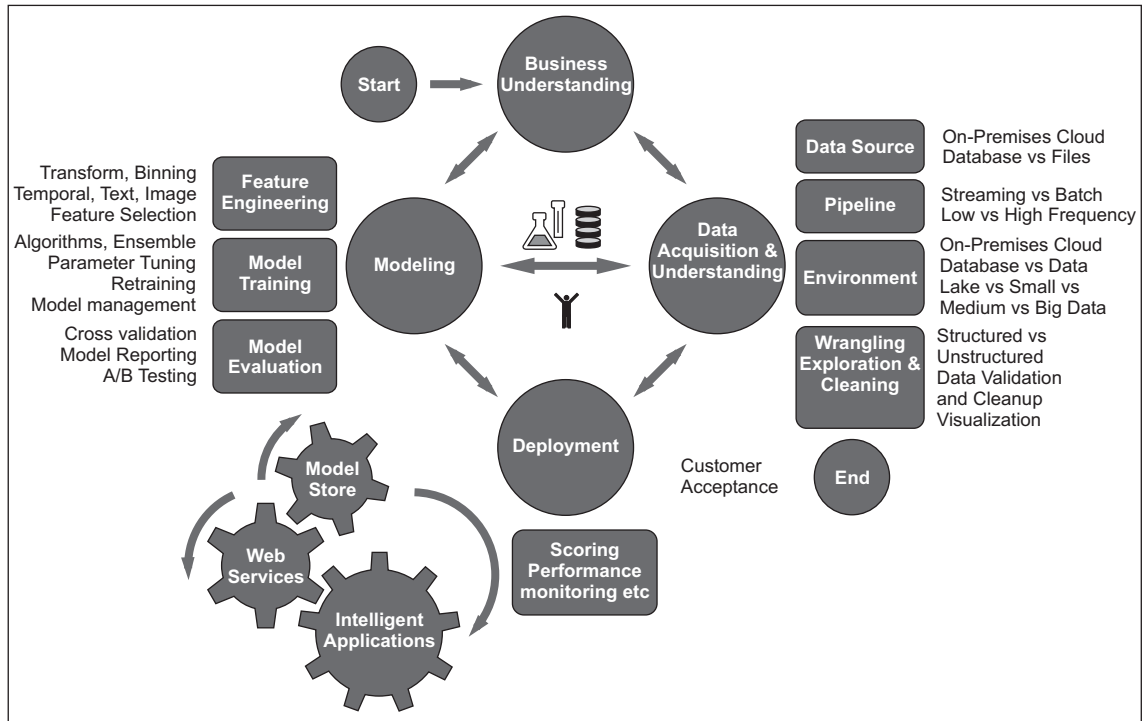 Start
Business
Understanding
Transform, Binning
Temporal, Text, Image
Feature Selection
Feature
Engineering
Algorithms, Ensemble
Parameter Tuning
Retraining
Model management
Model
Training
Cross validation
Model Reporting
A/B Testing
Model
Evaluation
Modeling
Data
Acquisition &
Understanding
Data Source
On-Premises Cloud
Database vs Files
Pipeline
Streaming vs Batch
Low vs High Frequency
Environment
On-Premises Cloud
Database vs Data
Lake vs Small vs
Medium vs Big Data
Wrangling
Exploration &
Cleaning
Structured vs
Unstructured
Data Validation
and Cleanup
Visualization
Deployment
Customer
Acceptance
End
Model
Store
Web
Services
Intelligent
Applications
Scoring
Performance
monitoring etc